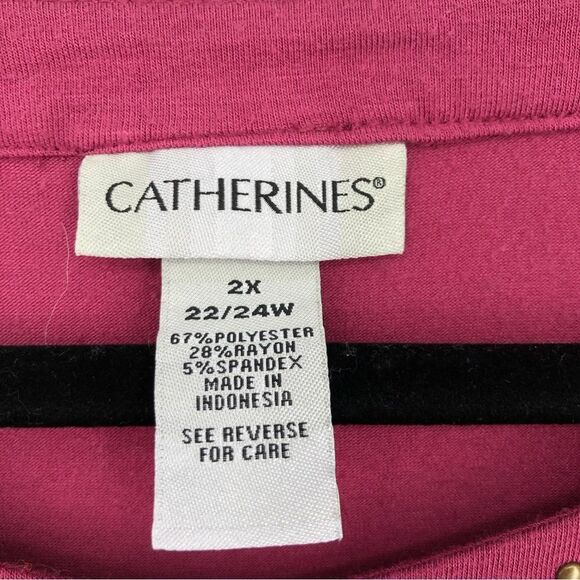 CATHERINES®
2X
22/24W
67%POLYESTER
28%RAYON
5%SPANDEX
MADE IN
INDONESIA
SEE REVERSE
FOR CARE